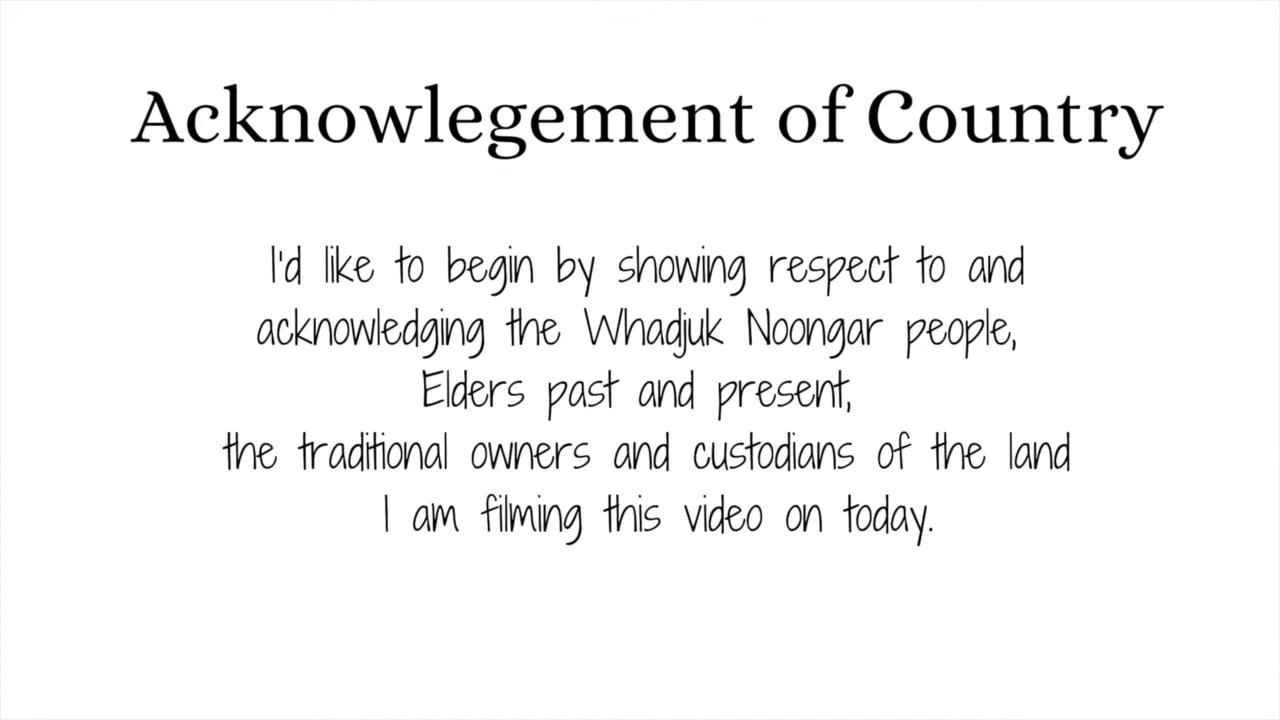 Acknowlegement of Country
I'd like to begin by showing respect to and
acknowledging the Whadjuk Noongar people,
Elders past and present,
the traditional owners and custodians of the land
I am filming this video on today.